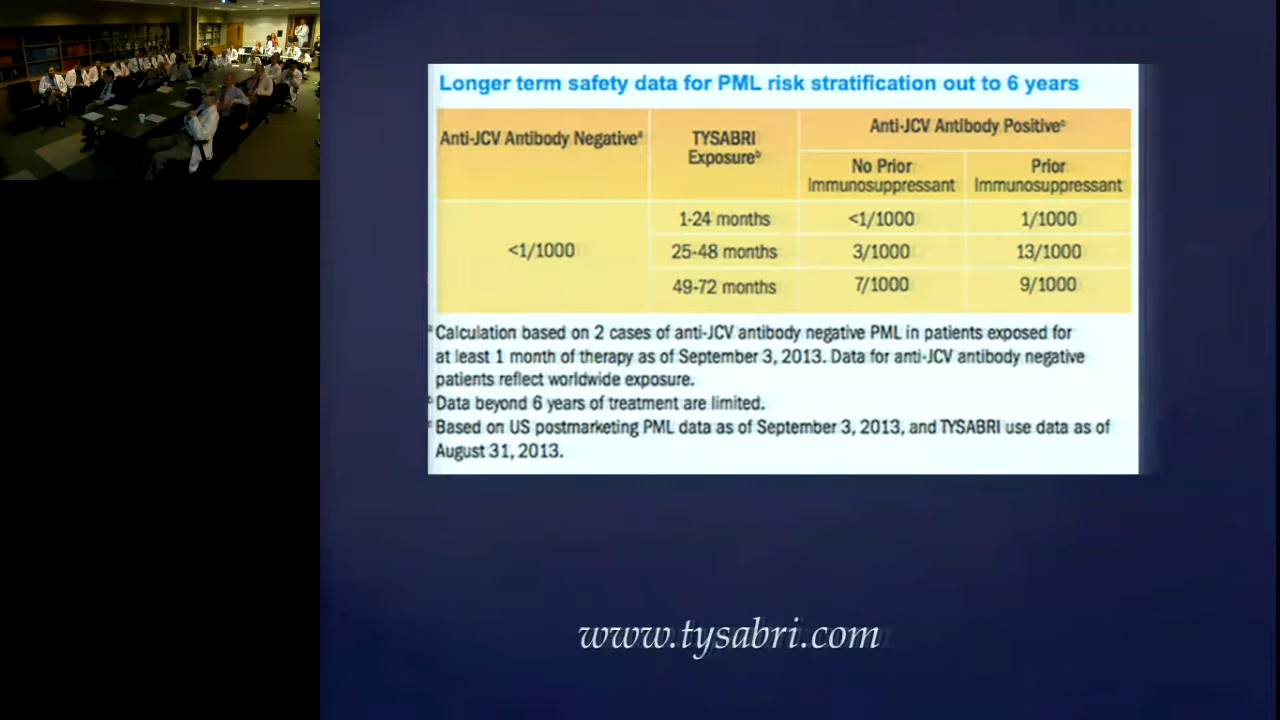 Longer term safety data for PML risk stratification out to 6 years
Anti-JCV Antibody Negativeᵃ
TYSABRI
Exposureᵇ
Anti-JCV Antibody Positiveᶜ
No Prior
Immunosuppressant
Prior
Immunosuppressant
<1/1000
1-24 months
<1/1000
1/1000
25-48 months
3/1000
13/1000
49-72 months
7/1000
9/1000
ᵃCalculation based on 2 cases of anti-JCV antibody negative PML in patients exposed for
at least 1 month of therapy as of September 3, 2013. Data for anti-JCV antibody negative
patients reflect worldwide exposure.
ᵇData beyond 6 years of treatment are limited.
ᶜBased on US postmarketing PML data as of September 3, 2013, and TYSABRI use data as of
August 31, 2013.
www.tysabri.com